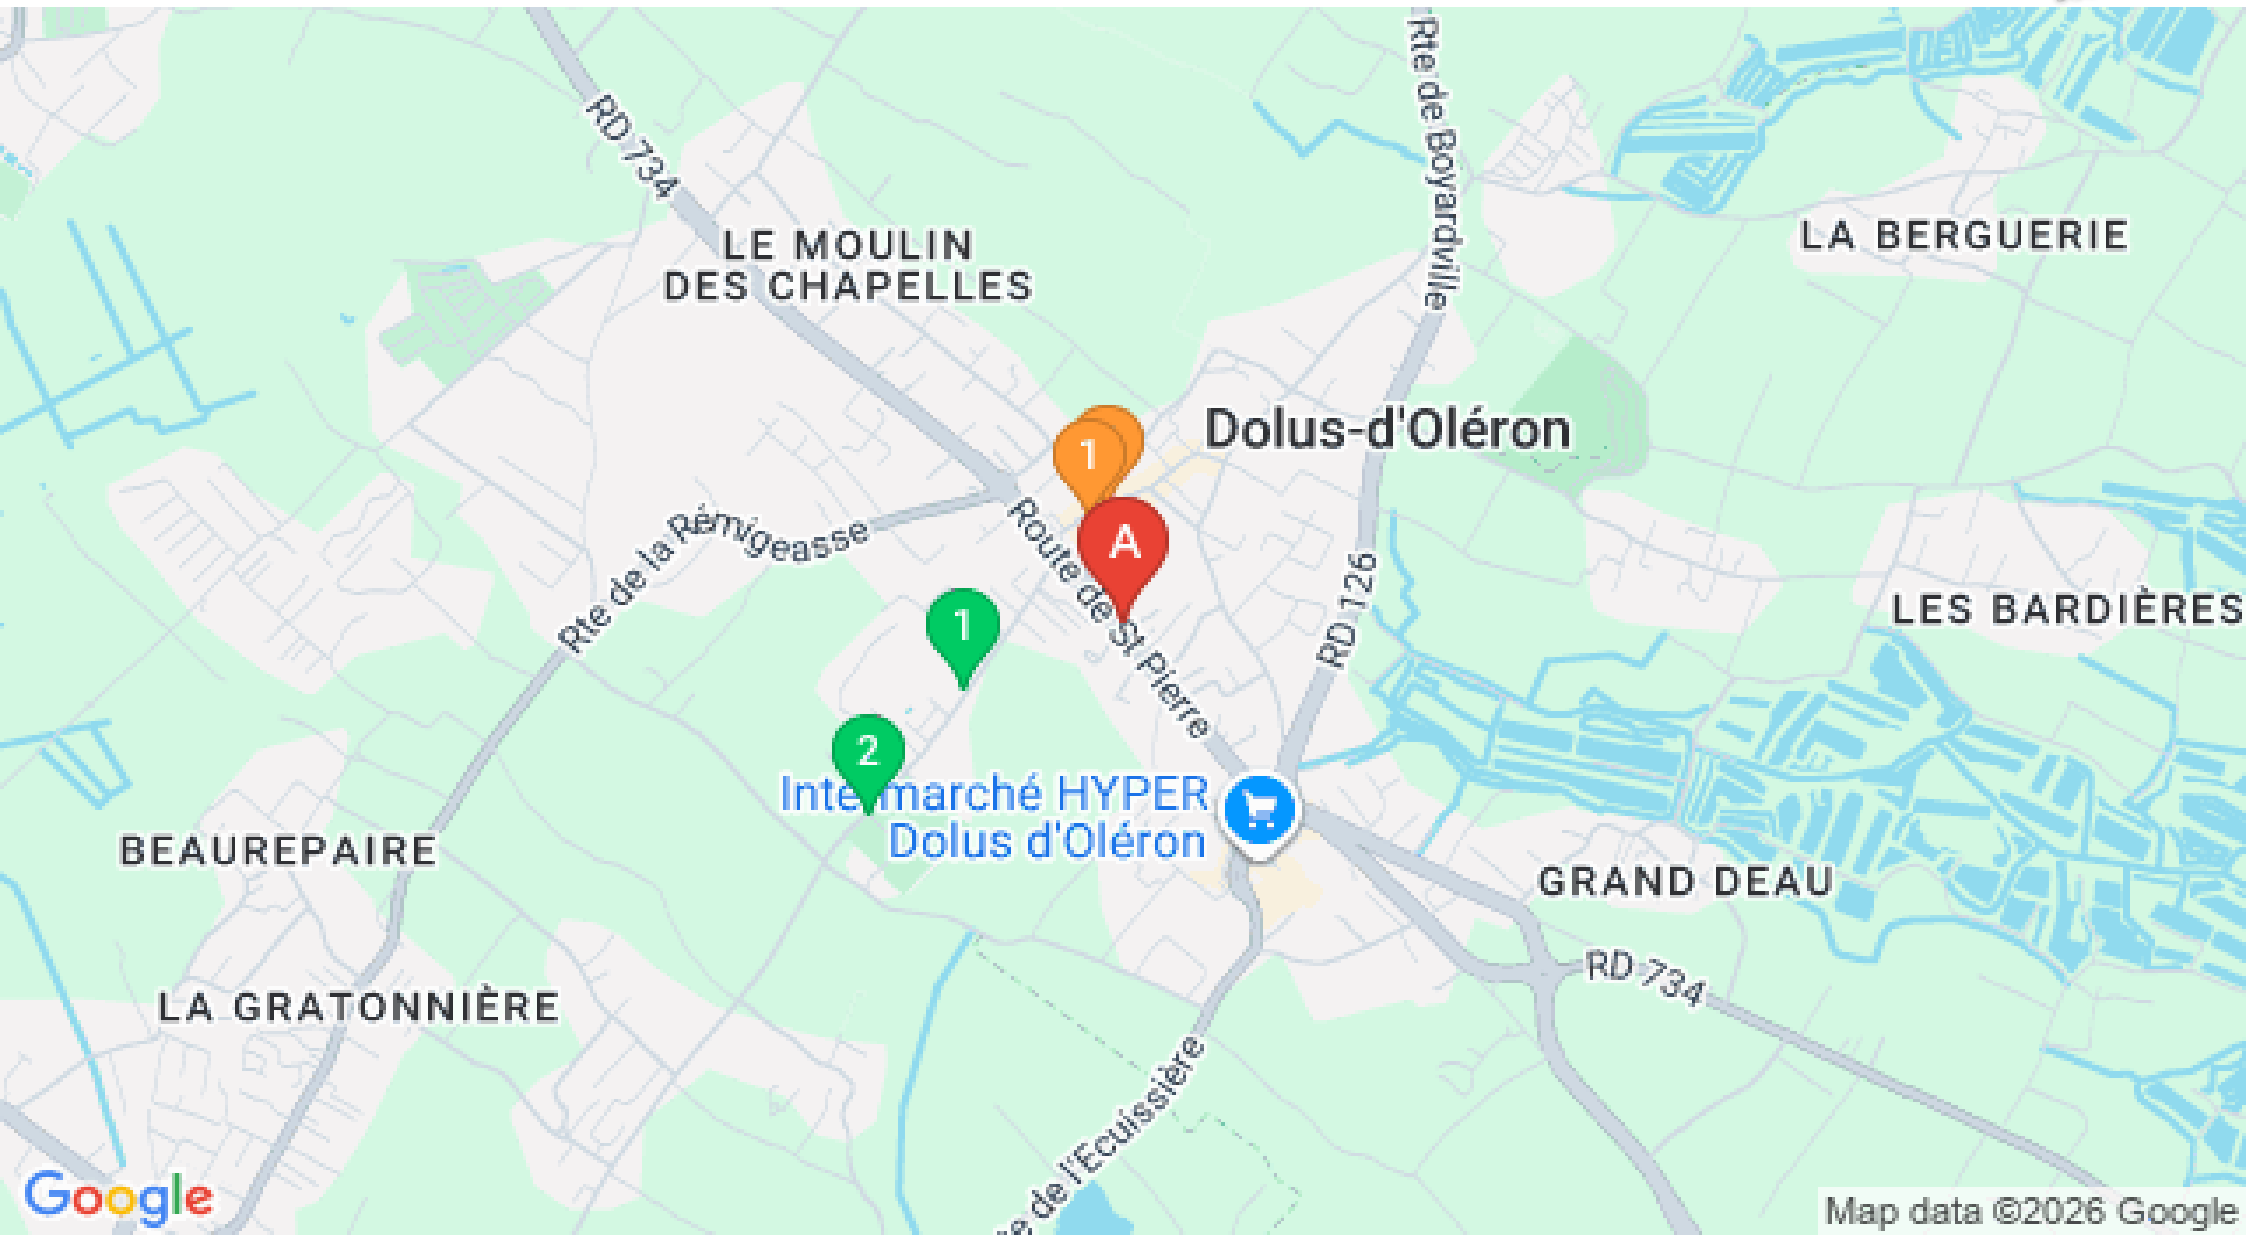 RD 734
Rte de Boyardville
LE MOULIN
DES CHAPELLES
LA BERGUERIE
Dolus-d'Oléron
1
A
Rte de la Rémigeasse
Route de St Pierre
RD 126
LES BARDIÈRES
1
2
Intermarché HYPER
Dolus d'Oléron
BEAUREPAIRE
GRAND DEAU
LA GRATONNIÈRE
RD 734
de l'Ecuissière
Google
Map data ©2026 Google